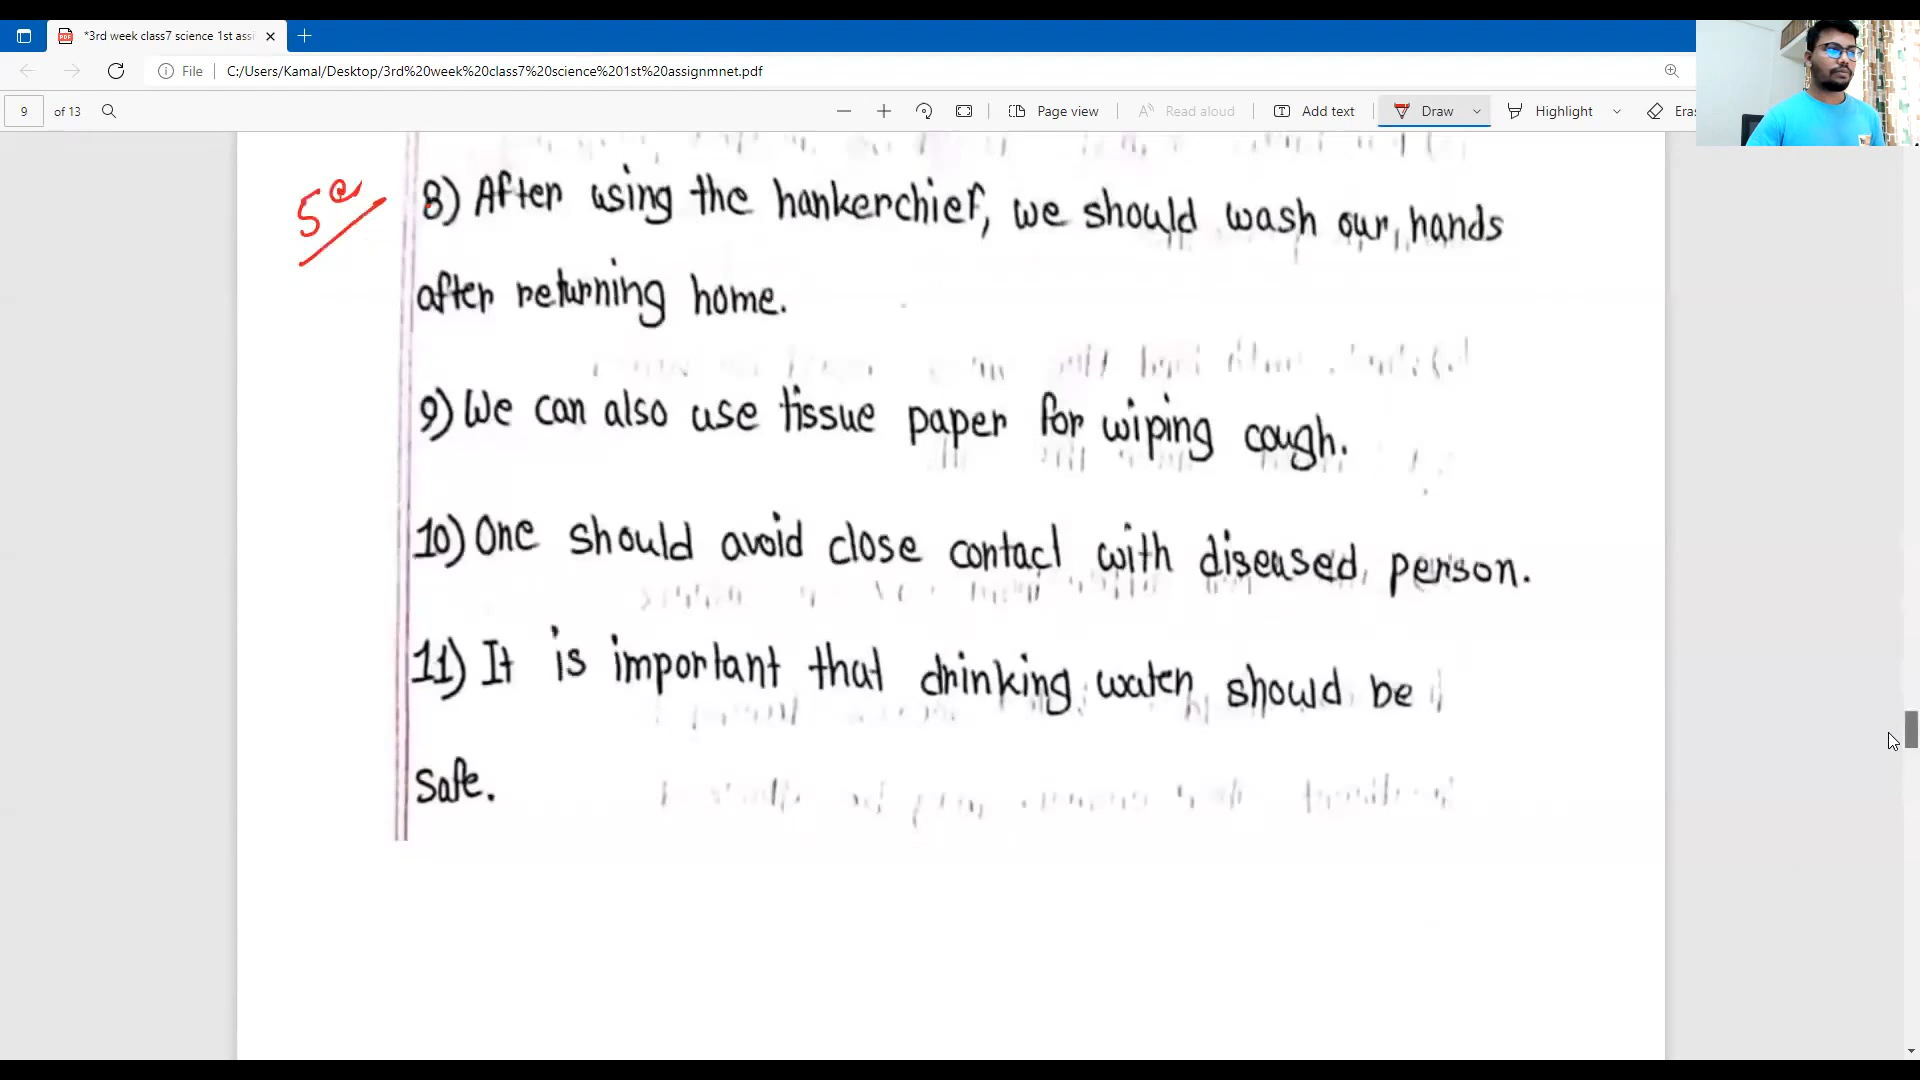 *3rd week class7 science 1st assi
File
C:/Users/Kamal/Desktop/3rd%20week%20class7%20science%201st%20assignmnet.pdf
9 of 13
Page view
Read aloud
Add text
Draw
Highlight
Eras
8) After using the hankerchief, we should wash our hands
after returning home.
9) We can also use tissue paper for wiping cough.
10) One should avoid close contact with diseased person.
11) It is important that drinking water should be
safe.